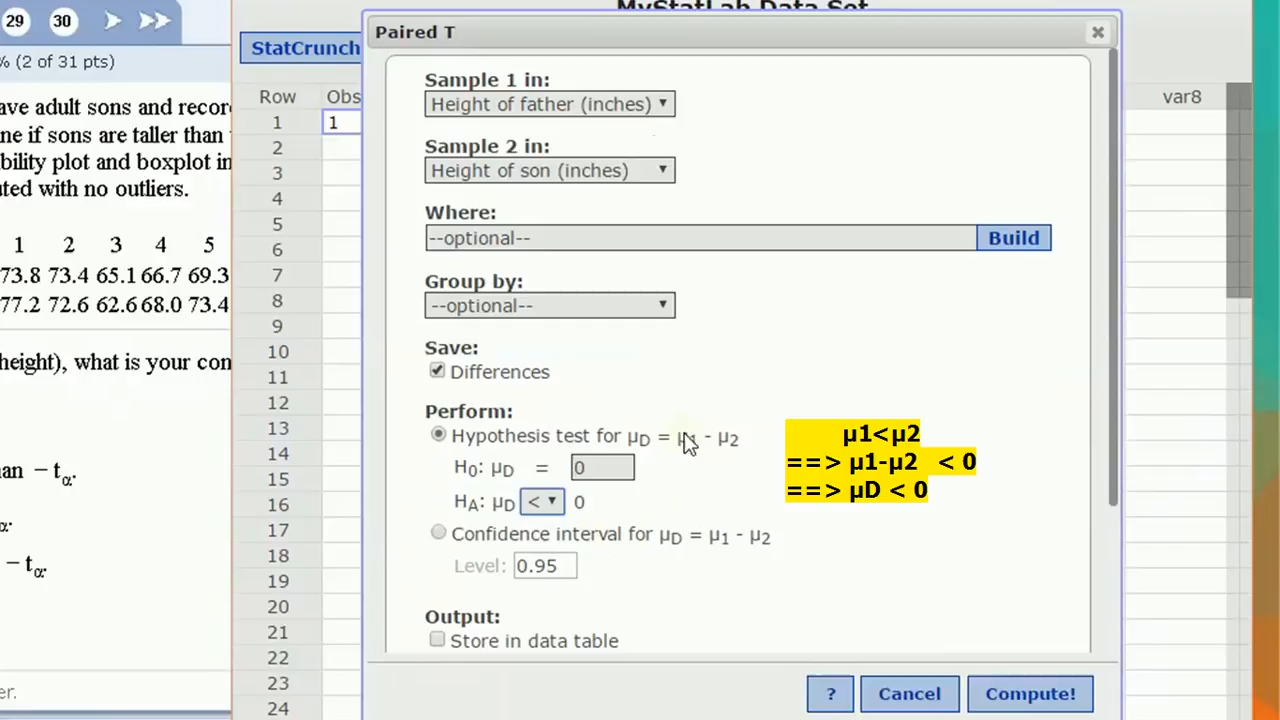 29 30
MyStatLab Data Set
% (2 of 31 pts)
StatCrunch
Row Obs var8
1 1
2
3
4
5
6
7
8
9
10
11
12
13
14
15
16
17
18
19
20
21
22
23
24
ave adult sons and recor
ne if sons are taller than
bility plot and boxplot in
uted with no outliers.
1 2 3 4 5
73.8 73.4 65.1 66.7 69.3
77.2 72.6 62.6 68.0 73.4
height), what is your con
an − tα.
α.
− tα.
er.
Paired T
Sample 1 in:
Height of father (inches)
Sample 2 in:
Height of son (inches)
Where:
--optional-- Build
Group by:
--optional--
Save:
Differences
Perform:
Hypothesis test for μD = μ1 - μ2
H0: μD = 0
HA: μD < 0
Confidence interval for μD = μ1 - μ2
Level: 0.95
Output:
Store in data table
? Cancel Compute!
μ1<μ2
==> μ1-μ2 < 0
==> μD < 0